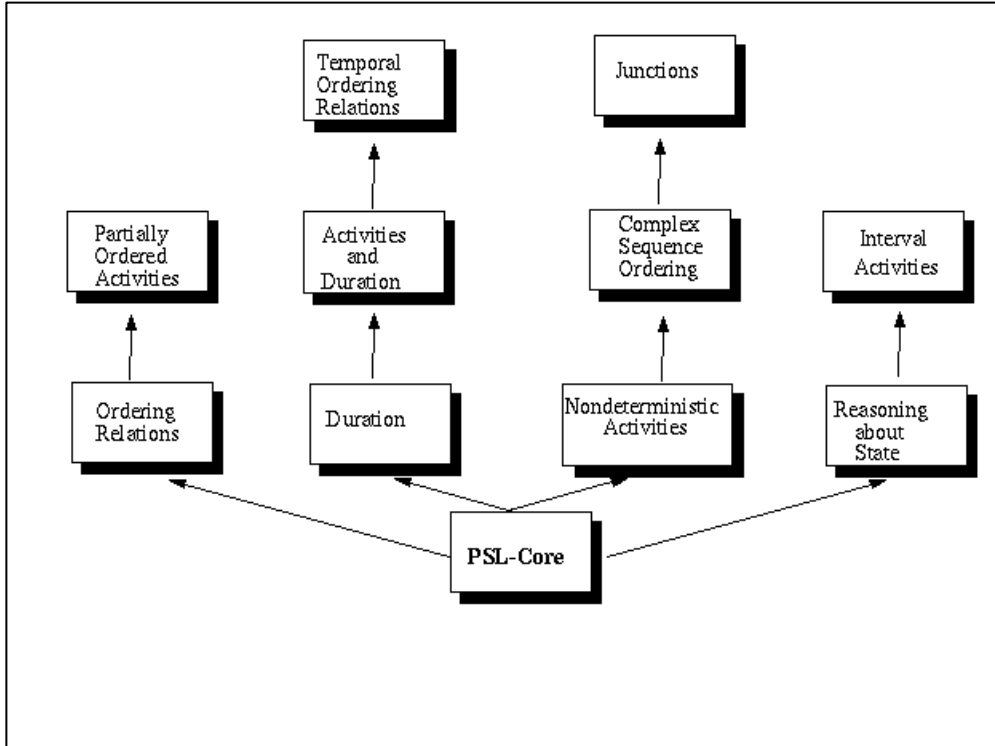 Temporal
Ordering
Relations
Junctions
Partially
Ordered
Activities
Activities
and
Duration
Complex
Sequence
Ordering
Interval
Activities
Ordering
Relations
Duration
Nondeterministic
Activities
Reasoning
about
State
PSL-Core